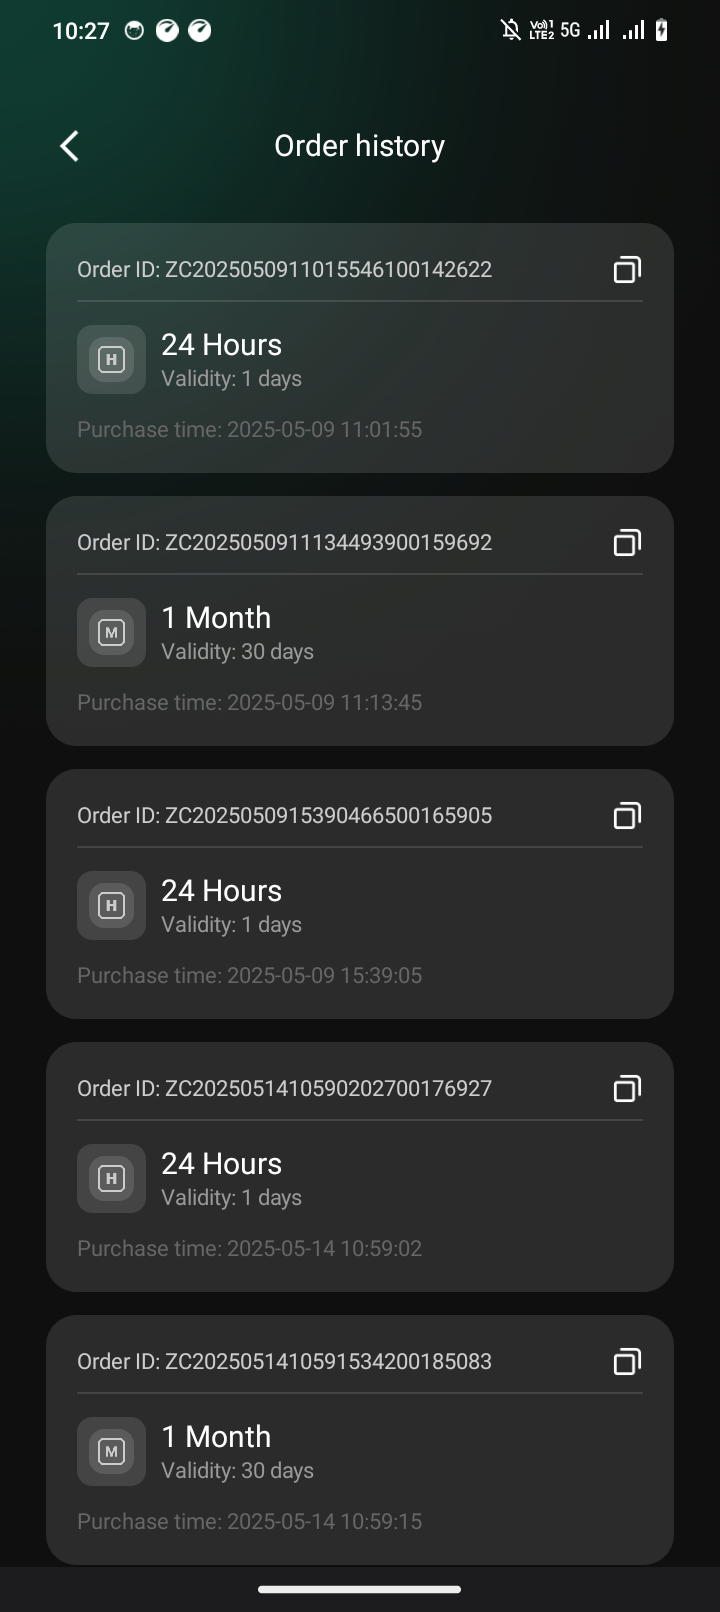 10:27 Vo)) 1 LTE2 5G
Order history
Order ID: ZC2025050911015546100142622
H
24 Hours
Validity: 1 days
Purchase time: 2025-05-09 11:01:55
Order ID: ZC2025050911134493900159692
M
1 Month
Validity: 30 days
Purchase time: 2025-05-09 11:13:45
Order ID: ZC2025050915390466500165905
H
24 Hours
Validity: 1 days
Purchase time: 2025-05-09 15:39:05
Order ID: ZC2025051410590202700176927
H
24 Hours
Validity: 1 days
Purchase time: 2025-05-14 10:59:02
Order ID: ZC2025051410591534200185083
M
1 Month
Validity: 30 days
Purchase time: 2025-05-14 10:59:15